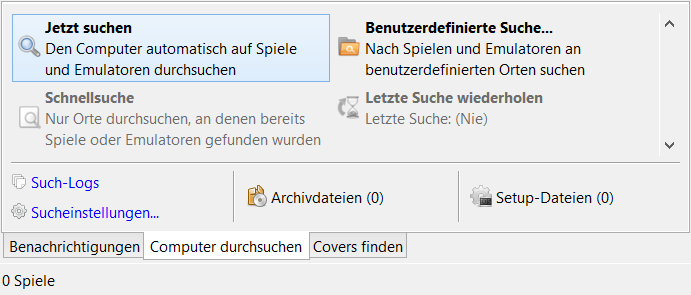 Jetzt suchen
Den Computer automatisch auf Spiele
und Emulatoren durchsuchen
Benutzerdefinierte Suche...
Nach Spielen und Emulatoren an
benutzerdefinierten Orten suchen
Schnellsuche
Nur Orte durchsuchen, an denen bereits
Spiele oder Emulatoren gefunden wurden
Letzte Suche wiederholen
Letzte Suche: (Nie)
Such-Logs
Sucheinstellungen...
Archivdateien (0)
Setup-Dateien (0)
Benachrichtigungen
Computer durchsuchen
Covers finden
0 Spiele